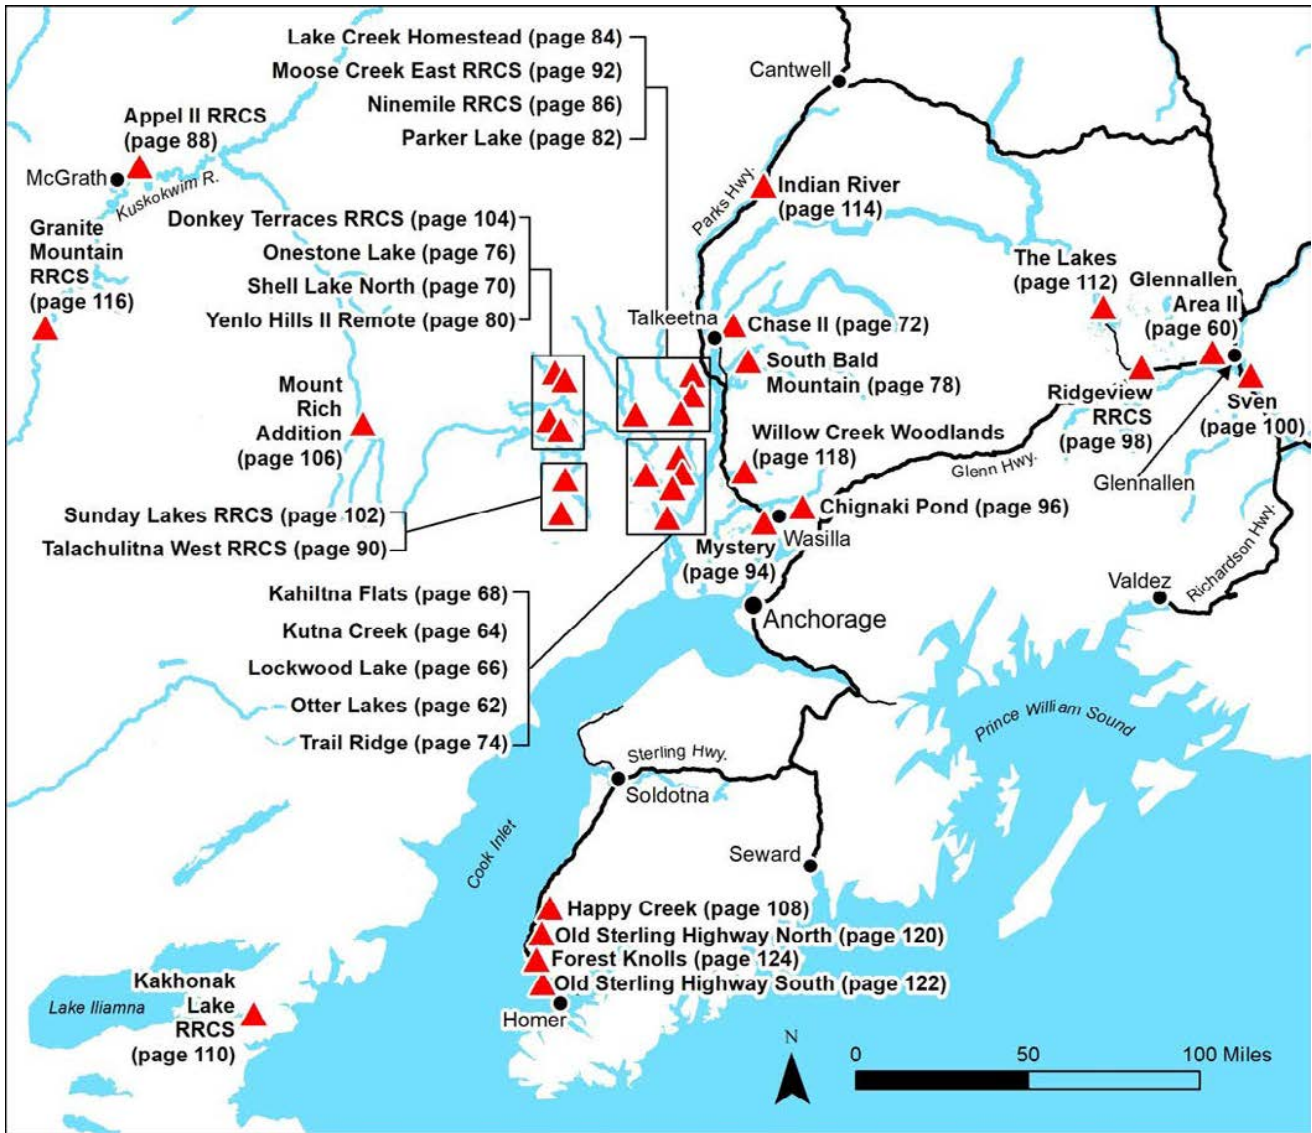 Lake Creek Homestead (page 84)
Moose Creek East RRCS (page 92)
Ninemile RRCS (page 86)
Parker Lake (page 82)
Cantwell
Appel II RRCS
(page 88)
McGrath
Kuskokwim R.
Parks Hwy.
Indian River
(page 114)
Donkey Terraces RRCS (page 104)
Onestone Lake (page 76)
Shell Lake North (page 70)
Yenlo Hills II Remote (page 80)
Granite
Mountain
RRCS
(page 116)
The Lakes
(page 112)
Glennallen
Area II
(page 60)
Talkeetna
Chase II (page 72)
South Bald
Mountain (page 78)
Mount
Rich
Addition
(page 106)
Ridgeview
RRCS
(page 98)
Sven
(page 100)
Willow Creek Woodlands
(page 118)
Glenn Hwy.
Glennallen
Sunday Lakes RRCS (page 102)
Talachulitna West RRCS (page 90)
Chignaki Pond (page 96)
Wasilla
Mystery
(page 94)
Richardson Hwy.
Valdez
Anchorage
Kahiltna Flats (page 68)
Kutna Creek (page 64)
Lockwood Lake (page 66)
Otter Lakes (page 62)
Trail Ridge (page 74)
Prince William Sound
Sterling Hwy.
Soldotna
Cook Inlet
Seward
Happy Creek (page 108)
Old Sterling Highway North (page 120)
Forest Knolls (page 124)
Old Sterling Highway South (page 122)
Homer
Lake Iliamna
Kakhonak
Lake
RRCS
(page 110)
N
0 50 100 Miles